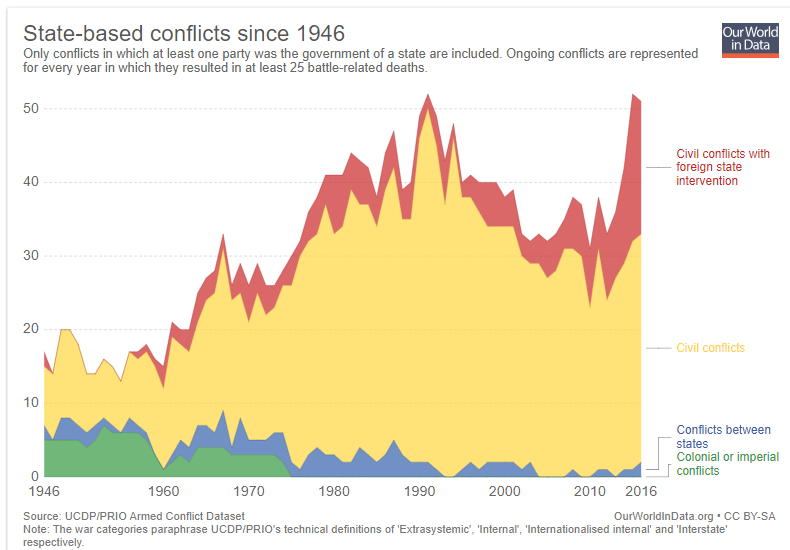 State-based conflicts since 1946
Our World
in Data
Only conflicts in which at least one party was the government of a state are included. Ongoing conflicts are represented
for every year in which they resulted in at least 25 battle-related deaths.
50
40
30
20
10
0
Civil conflicts with
foreign state
intervention
Civil conflicts
Conflicts between
states
Colonial or imperial
conflicts
1946
1960
1970
1980
1990
2000
2010
2016
Source: UCDP/PRIO Armed Conflict Dataset
OurWorldInData.org • CC BY-SA
Note: The war categories paraphrase UCDP/PRIO's technical definitions of 'Extrasystemic', 'Internal', 'Internationalised internal' and 'Interstate'
respectively.